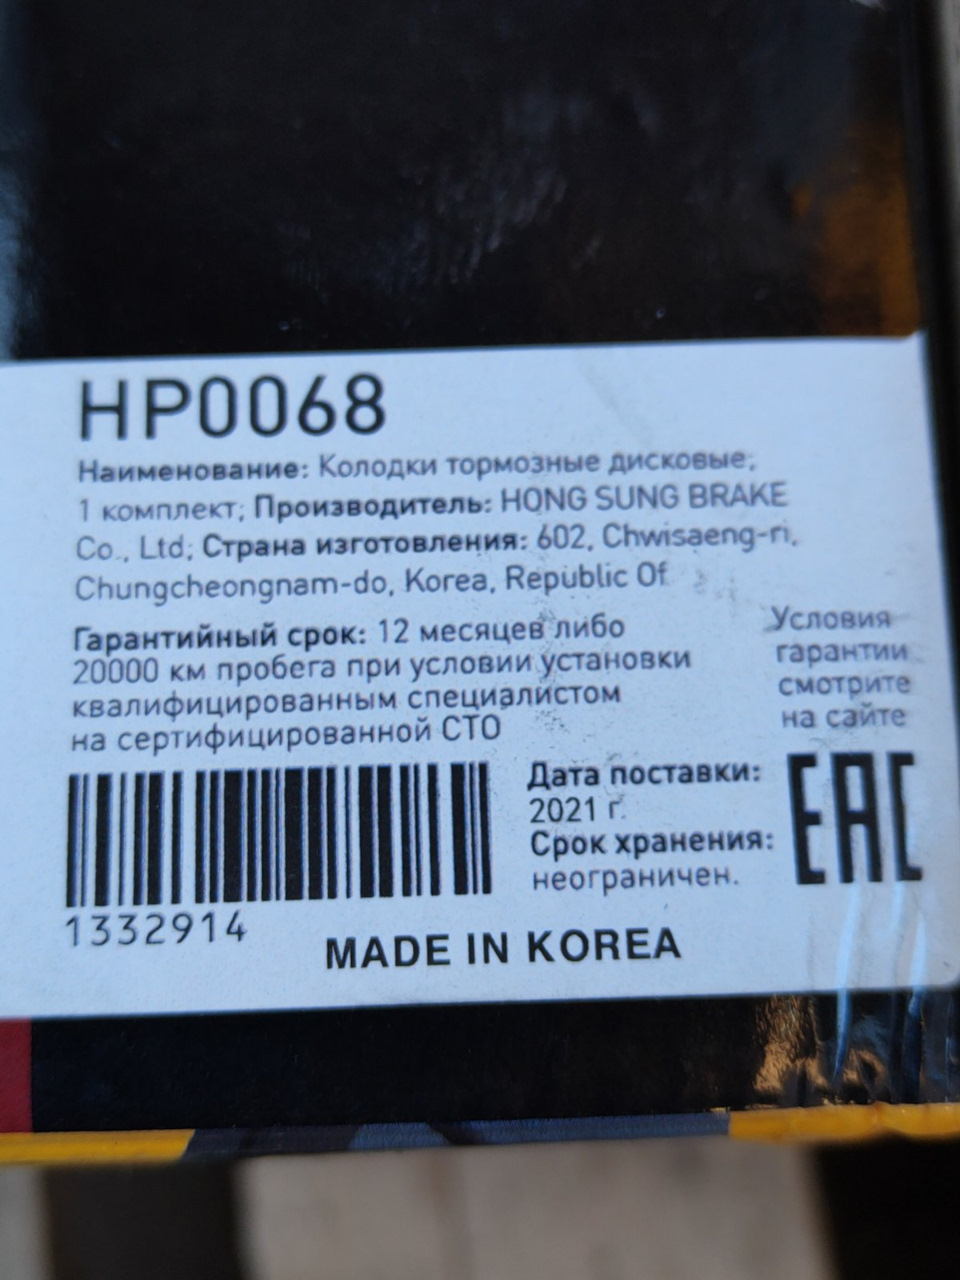 HP0068
Наименование: Колодки тормозные дисковые;
1 комплект; Производитель: HONG SUNG BRAKE
Co., Ltd; Страна изготовления: 602, Chwisaeng-ri,
Chungcheongnam-do, Korea, Republic Of
Гарантийный срок: 12 месяцев либо
20000 км пробега при условии установки
квалифицированным специалистом
на сертифицированной СТО
Условия
гарантии
смотрите
на сайте
Дата поставки:
2021 г.
Срок хранения:
неограничен.
EAC
1332914
MADE IN KOREA